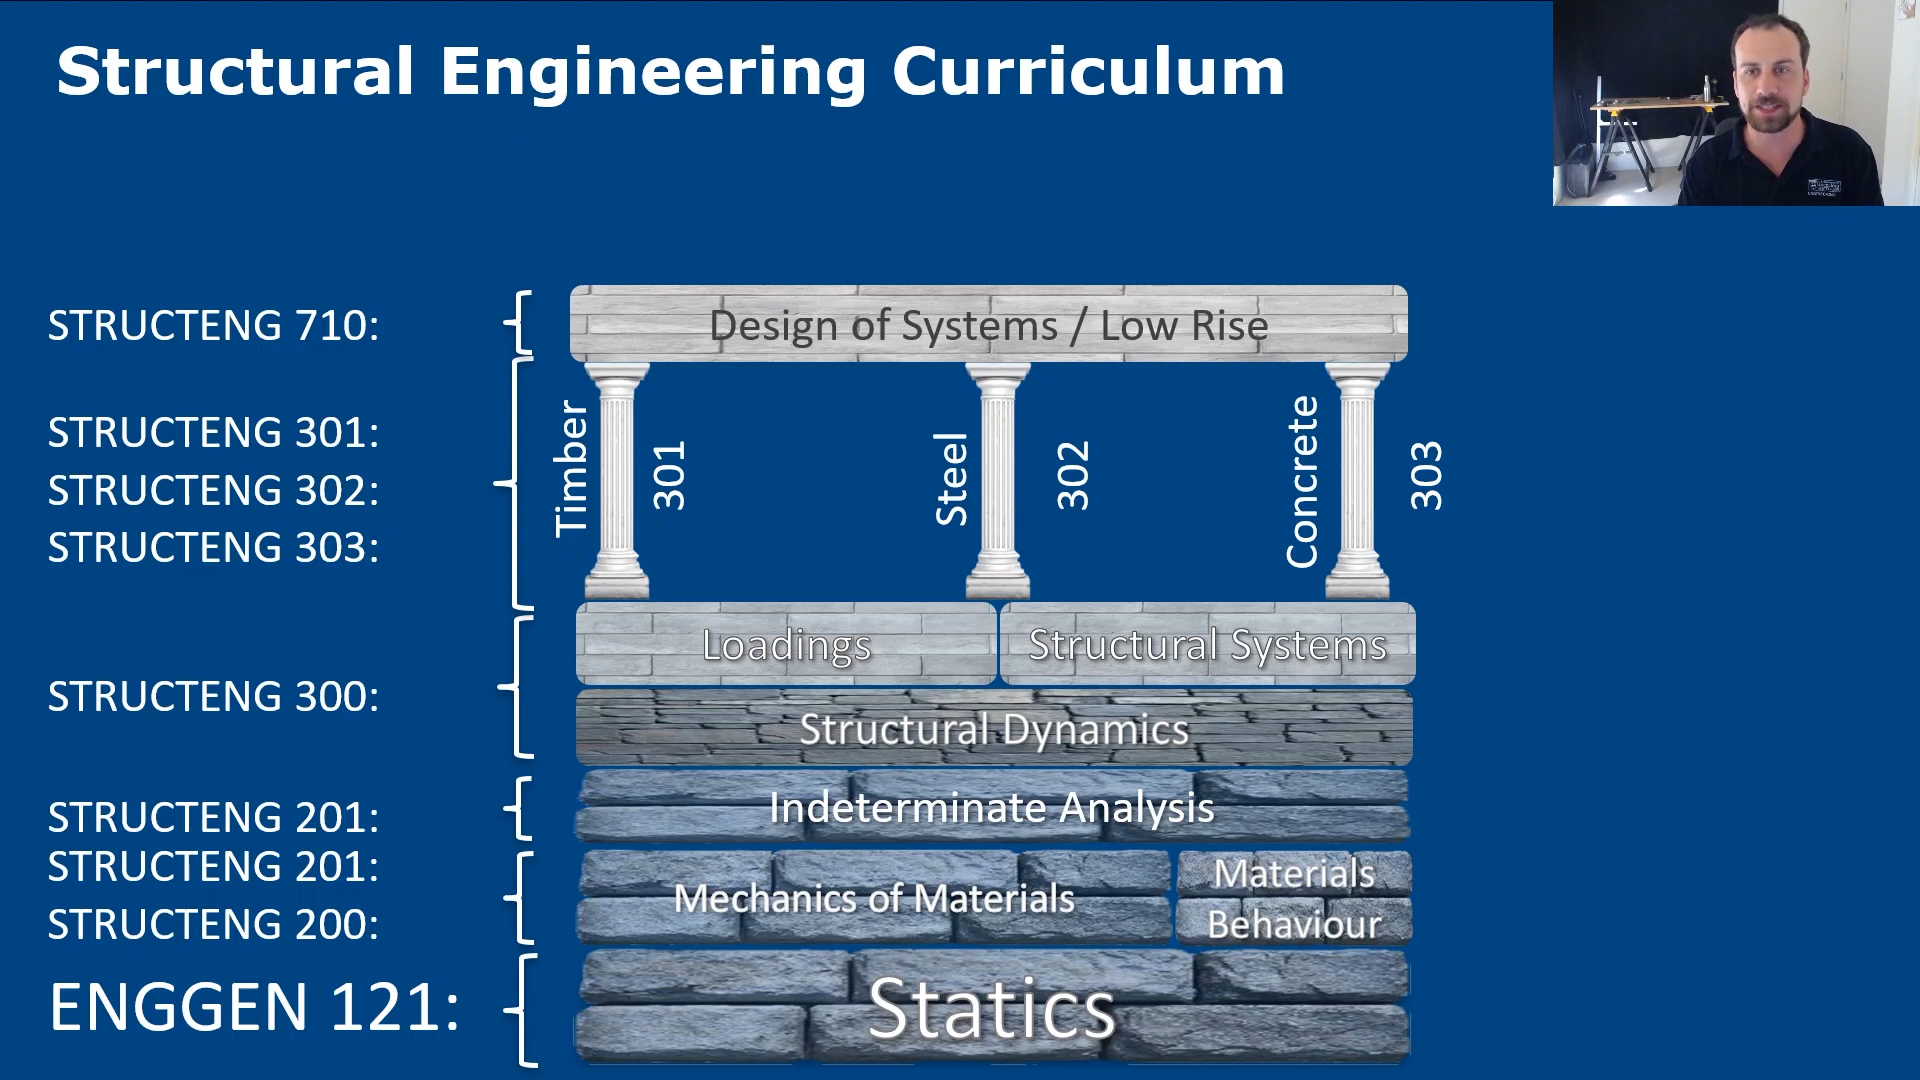 Structural Engineering Curriculum
STRUCTENG 710:
Design of Systems / Low Rise
STRUCTENG 301:
STRUCTENG 302:
STRUCTENG 303:
Timber
301
Steel
302
Concrete
303
STRUCTENG 300:
Loadings
Structural Systems
Structural Dynamics
STRUCTENG 201:
Indeterminate Analysis
STRUCTENG 201:
STRUCTENG 200:
Mechanics of Materials
Materials
Behaviour
ENGGEN 121:
Statics